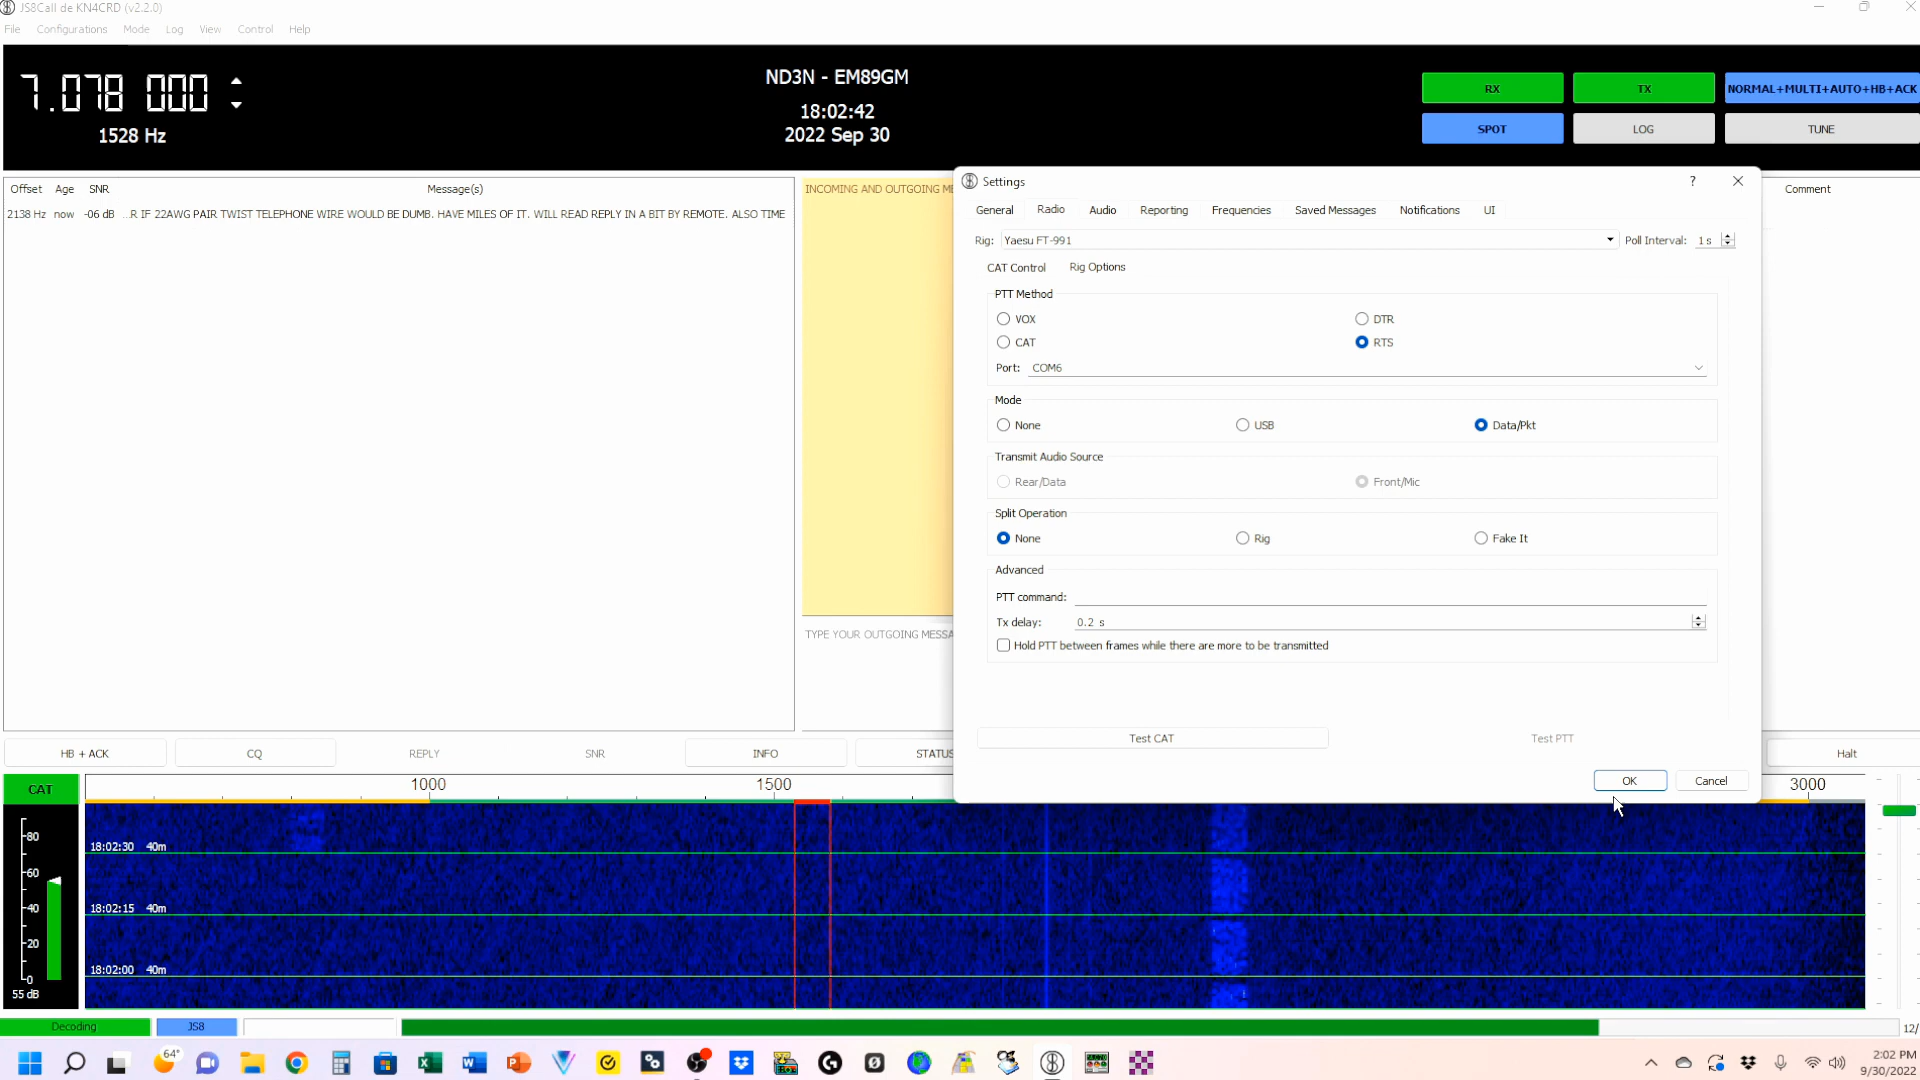 JS8Call de KN4CRD (v2.2.0)
File Configurations Mode Log View Control Help
7.078 000
1528 Hz
ND3N - EM89GM
18:02:42
2022 Sep 30
RX TX NORMAL+MULTI+AUTO+HB+ACK
SPOT LOG TUNE
Offset Age SNR Message(s)
2138 Hz now -06 dB ...R IF 22AWG PAIR TWIST TELEPHONE WIRE WOULD BE DUMB. HAVE MILES OF IT. WILL READ REPLY IN A BIT BY REMOTE. ALSO TIME
INCOMING AND OUTGOING ME
TYPE YOUR OUTGOING MESSA
Comment
Settings ?
General Radio Audio Reporting Frequencies Saved Messages Notifications UI
Rig: Yaesu FT-991 Poll Interval: 1 s
CAT Control Rig Options
PTT Method
VOX DTR
CAT RTS
Port: COM6
Mode
None USB Data/Pkt
Transmit Audio Source
Rear/Data Front/Mic
Split Operation
None Rig Fake It
Advanced
PTT command:
Tx delay: 0.2 s
Hold PTT between frames while there are more to be transmitted
Test CAT Test PTT
OK Cancel
HB + ACK CQ REPLY SNR INFO STATUS Halt
CAT 1000 1500 3000
-80
-60
-40
-20
-0
55 dB
18:02:30 40m
18:02:15 40m
18:02:00 40m
Decoding JS8 12/
64°
2:02 PM
9/30/2022